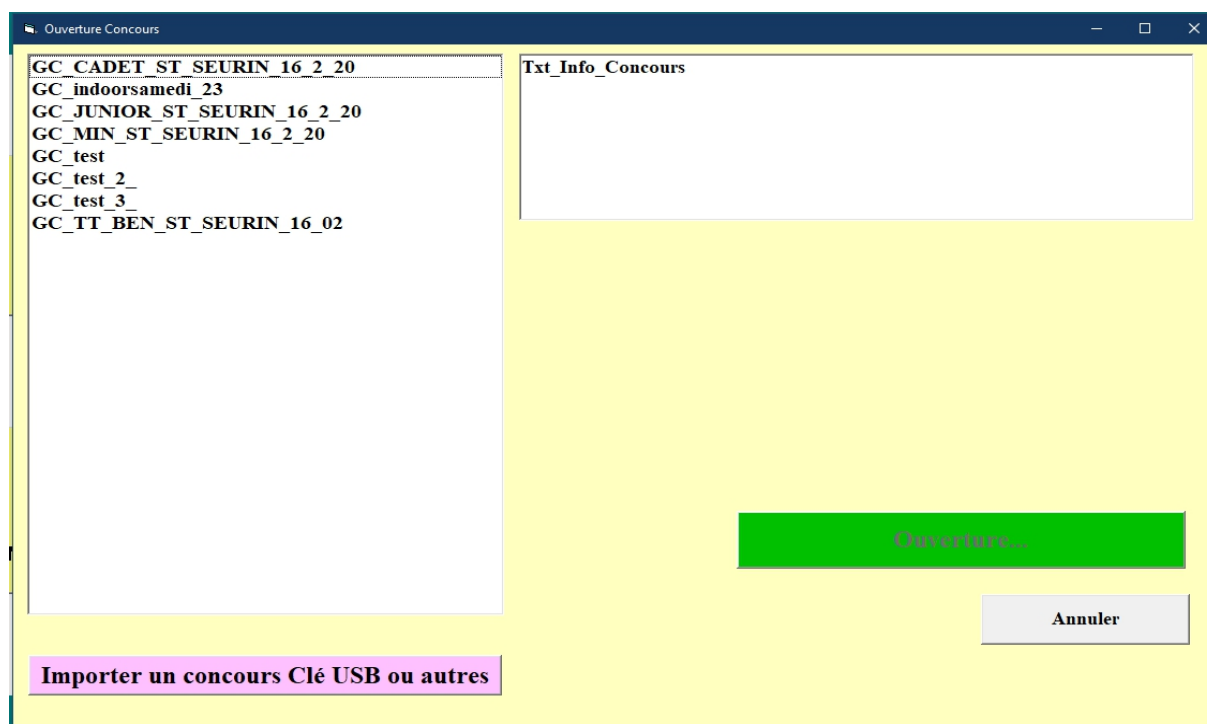 Ouverture Concours
GC_CADET_ST_SEURIN_16_2_20
GC_indoorsamedi_23
GC_JUNIOR_ST_SEURIN_16_2_20
GC_MIN_ST_SEURIN_16_2_20
GC_test
GC_test_2_
GC_test_3_
GC_TT_BEN_ST_SEURIN_16_02
Txt_Info_Concours
Ouverture...
Annuler
Importer un concours Clé USB ou autres